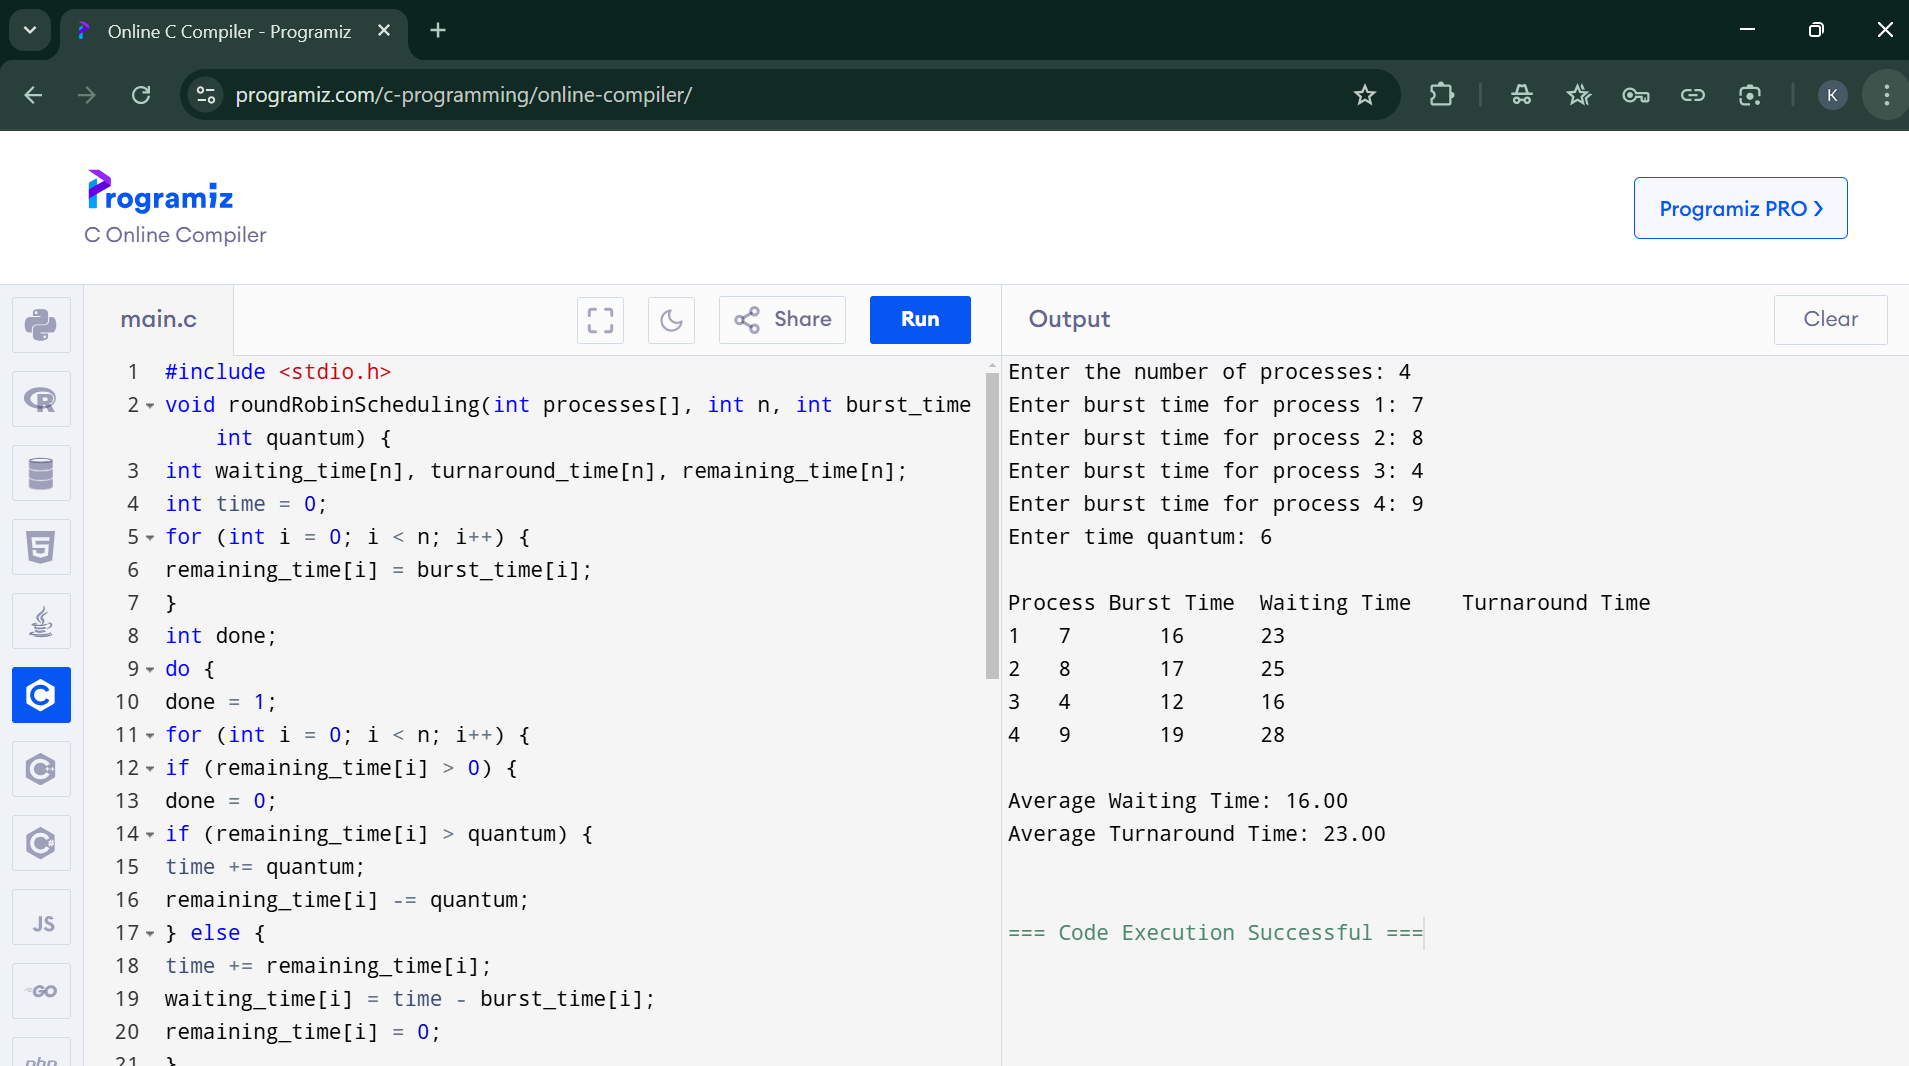 Online C Compiler - Programiz
programiz.com/c-programming/online-compiler/
K
Programiz
C Online Compiler
Programiz PRO
main.c
Share
Run
Output
Clear
1 #include <stdio.h>
2 void roundRobinScheduling(int processes[], int n, int burst_time
int quantum) {
3 int waiting_time[n], turnaround_time[n], remaining_time[n];
4 int time = 0;
5 for (int i = 0; i < n; i++) {
6 remaining_time[i] = burst_time[i];
7 }
8 int done;
9 do {
10 done = 1;
11 for (int i = 0; i < n; i++) {
12 if (remaining_time[i] > 0) {
13 done = 0;
14 if (remaining_time[i] > quantum) {
15 time += quantum;
16 remaining_time[i] -= quantum;
17 } else {
18 time += remaining_time[i];
19 waiting_time[i] = time - burst_time[i];
20 remaining_time[i] = 0;
21 }
Enter the number of processes: 4
Enter burst time for process 1: 7
Enter burst time for process 2: 8
Enter burst time for process 3: 4
Enter burst time for process 4: 9
Enter time quantum: 6
Process Burst Time Waiting Time Turnaround Time
1 7 16 23
2 8 17 25
3 4 12 16
4 9 19 28
Average Waiting Time: 16.00
Average Turnaround Time: 23.00
=== Code Execution Successful ===
R
5
C
C
C#
JS
GO
php